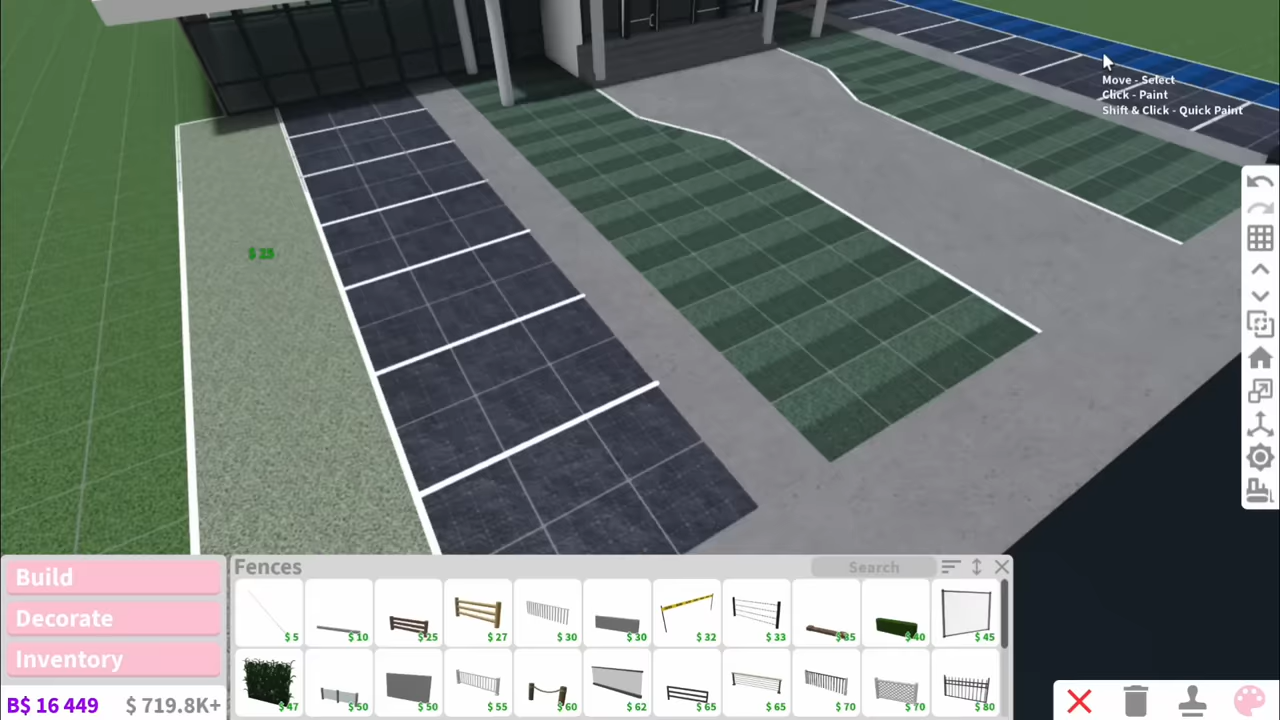 Move - Select
Click - Paint
Shift & Click - Quick Paint
$ 25
Fences
Search
$ 5
$ 10
$ 25
$ 27
$ 30
$ 30
$ 32
$ 33
$ 35
$ 40
$ 45
$ 47
$ 50
$ 50
$ 55
$ 60
$ 62
$ 65
$ 65
$ 70
$ 70
$ 80
Build
Decorate
Inventory
B$ 16 449
$ 719.8K+